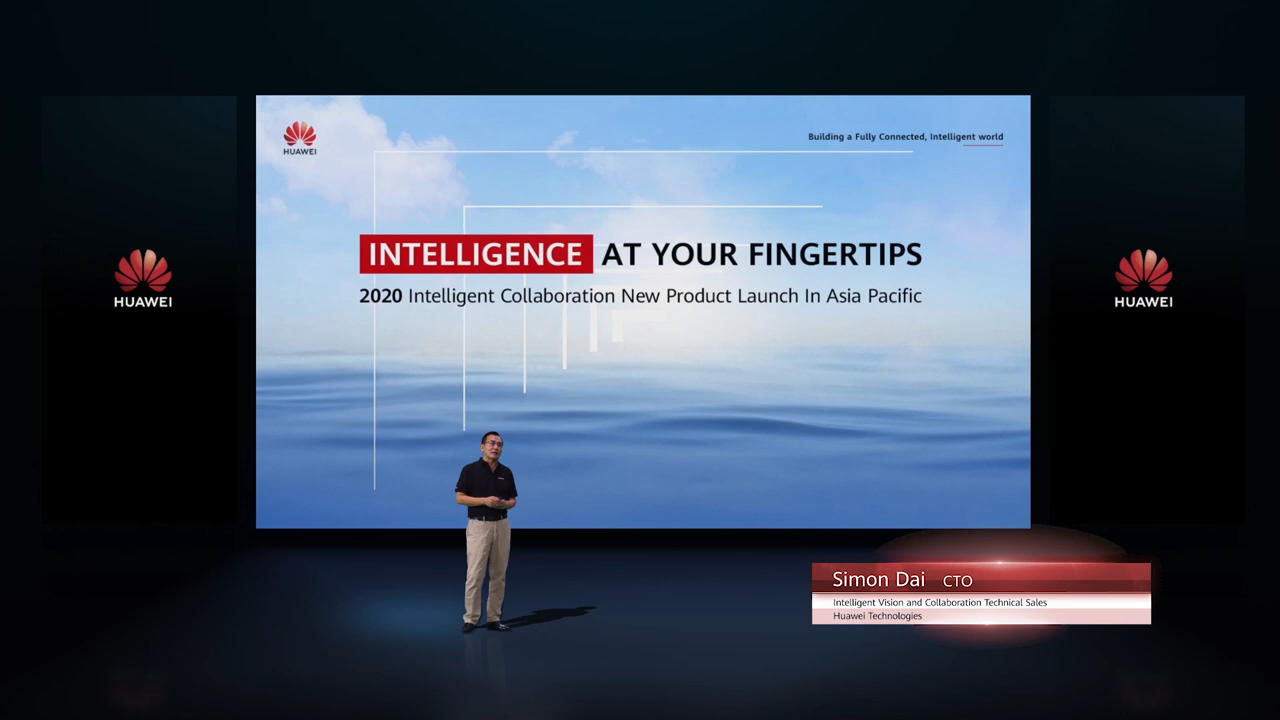 HUAWEI
Building a Fully Connected, Intelligent world
INTELLIGENCE AT YOUR FINGERTIPS
2020 Intelligent Collaboration New Product Launch In Asia Pacific
HUAWEI
HUAWEI
Simon Dai CTO
Intelligent Vision and Collaboration Technical Sales
Huawei Technologies